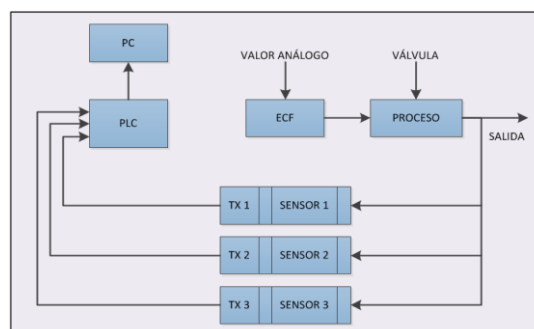 PC
VALOR ANÁLOGO
VÁLVULA
PLC
ECF
PROCESO
SALIDA
TX 1
SENSOR 1
TX 2
SENSOR 2
TX 3
SENSOR 3